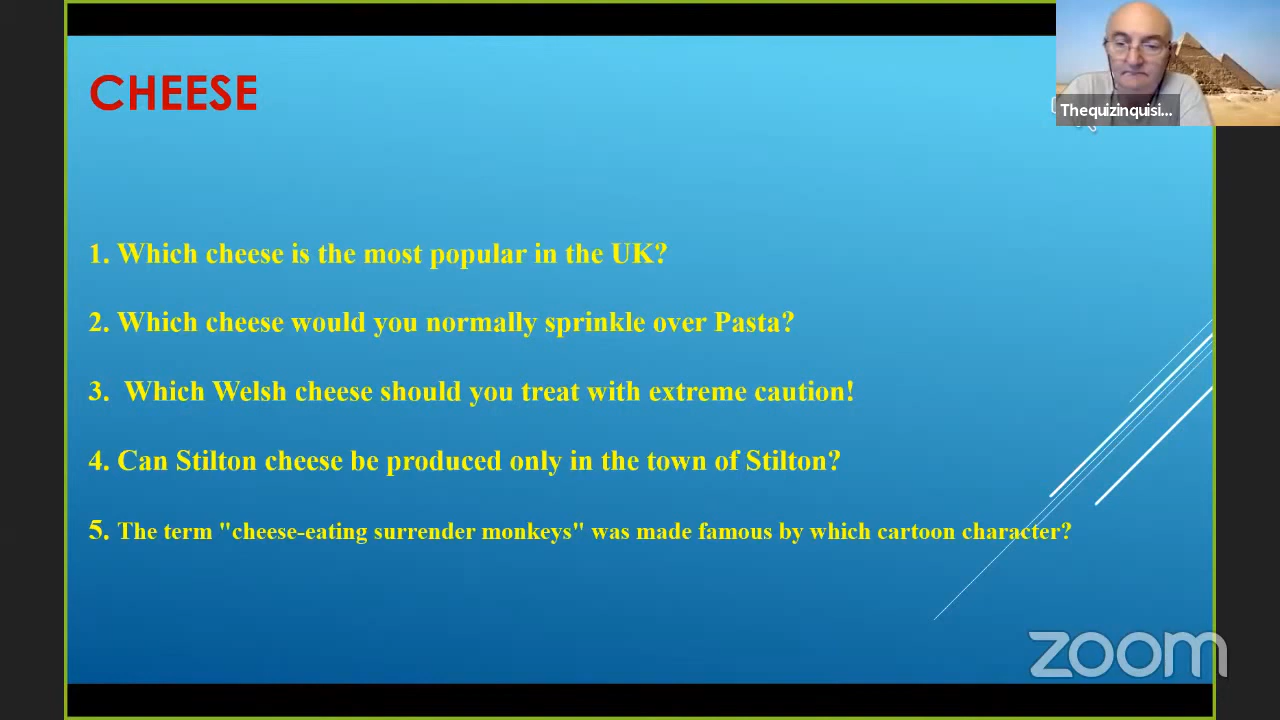 CHEESE
Thequizinquisi...
1. Which cheese is the most popular in the UK?
2. Which cheese would you normally sprinkle over Pasta?
3. Which Welsh cheese should you treat with extreme caution!
4. Can Stilton cheese be produced only in the town of Stilton?
5. The term "cheese-eating surrender monkeys" was made famous by which cartoon character?
zoom